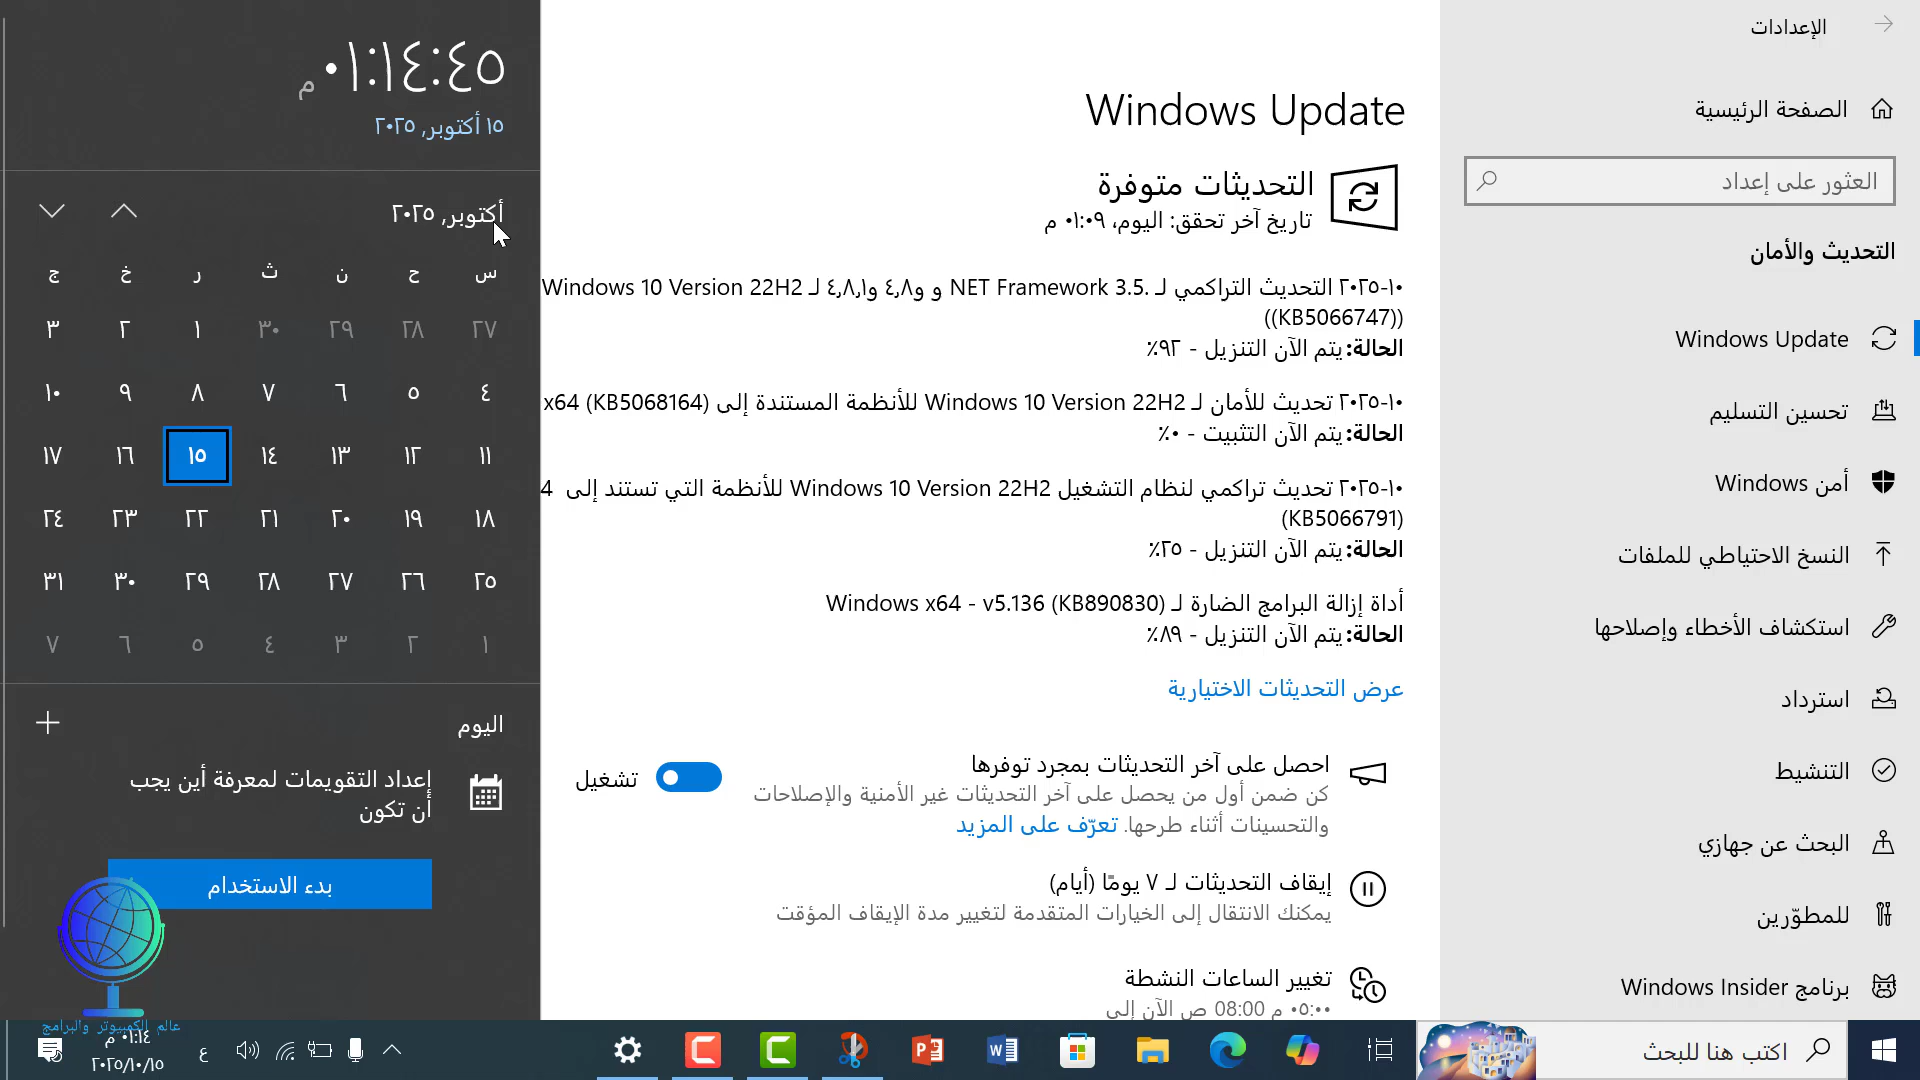 الإعدادات
الصفحة الرئيسية
العثور على إعداد
التحديث والأمان
Windows Update
تحسين التسليم
أمن Windows
النسخ الاحتياطي للملفات
استكشاف الأخطاء وإصلاحها
استرداد
التنشيط
البحث عن جهازي
للمطوّرين
برنامج Windows Insider
Windows Update
التحديثات متوفرة
تاريخ آخر تحقق: اليوم، ٠١:٠٩ م
٢٠٢٥-١٠ التحديث التراكمي لـ .NET Framework 3.5 و و٤,٨ و٤,٨,١ لـ Windows 10 Version 22H2
((KB5066747))
الحالة: يتم الآن التنزيل - ٩٢٪
٢٠٢٥-١٠ تحديث للأمان لـ Windows 10 Version 22H2 للأنظمة المستندة إلى x64 (KB5068164)
الحالة: يتم الآن التثبيت - ٠٪
٢٠٢٥-١٠ تحديث تراكمي لنظام التشغيل Windows 10 Version 22H2 للأنظمة التي تستند إلى 4
(KB5066791)
الحالة: يتم الآن التنزيل - ٢٥٪
أداة إزالة البرامج الضارة لـ Windows x64 - v5.136 (KB890830)
الحالة: يتم الآن التنزيل - ٨٩٪
عرض التحديثات الاختيارية
احصل على آخر التحديثات بمجرد توفرها
كن ضمن أول من يحصل على آخر التحديثات غير الأمنية والإصلاحات
والتحسينات أثناء طرحها. تعرّف على المزيد
تشغيل
إيقاف التحديثات لـ ٧ يومًا (أيام)
يمكنك الانتقال إلى الخيارات المتقدمة لتغيير مدة الإيقاف المؤقت
تغيير الساعات النشطة
٠٥:٠٠ م 08:00 ص الآن إلى
٠١:١٤:٤٥ م
١٥ أكتوبر, ٢٠٢٥
أكتوبر, ٢٠٢٥
س ح ن ث ر خ ج
٢٧ ٢٨ ٢٩ ٣٠ ١ ٢ ٣
٤ ٥ ٦ ٧ ٨ ٩ ١٠
١١ ١٢ ١٣ ١٤ ١٥ ١٦ ١٧
١٨ ١٩ ٢٠ ٢١ ٢٢ ٢٣ ٢٤
٢٥ ٢٦ ٢٧ ٢٨ ٢٩ ٣٠ ٣١
١ ٢ ٣ ٤ ٥ ٦ ٧
اليوم
إعداد التقويمات لمعرفة أين يجب
أن تكون
بدء الاستخدام
عالم الكمبيوتر والبرامج
اكتب هنا للبحث
ع
٠١:١٤ م
٢٠٢٥/١٠/١٥